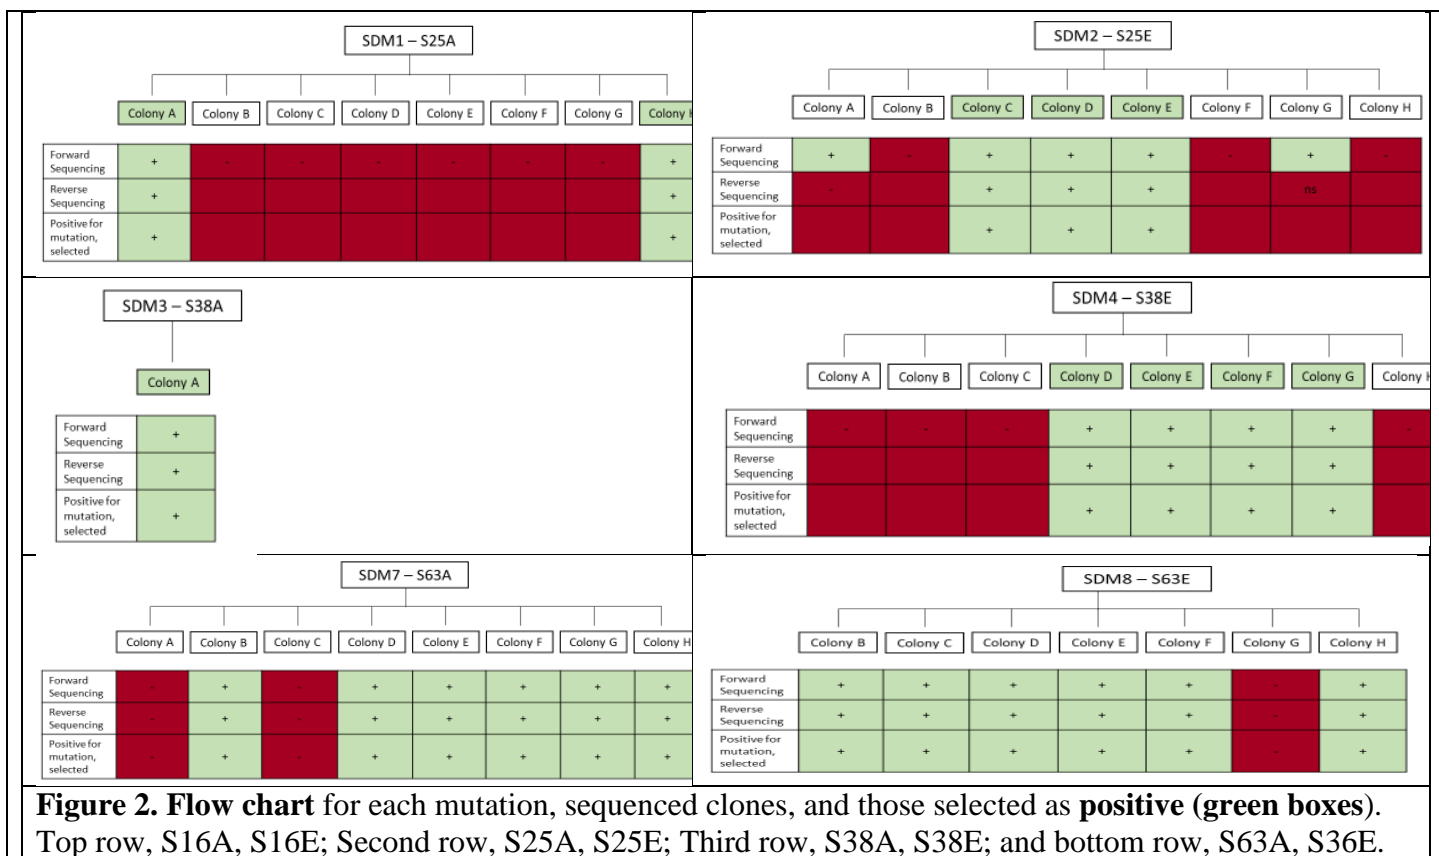 SDM1 – S25A
Colony A Colony B Colony C Colony D Colony E Colony F Colony G Colony H
Forward
Sequencing
+ - - - - - - +
Reverse
Sequencing
+ +
Positive for
mutation,
selected
+ +
SDM2 – S25E
Colony A Colony B Colony C Colony D Colony E Colony F Colony G Colony H
Forward
Sequencing
+ - + + + - + -
Reverse
Sequencing
- + + + ns
Positive for
mutation,
selected
+ + +
SDM3 – S38A
Colony A
Forward
Sequencing
+
Reverse
Sequencing
+
Positive for
mutation,
selected
+
SDM4 – S38E
Colony A Colony B Colony C Colony D Colony E Colony F Colony G Colony H
Forward
Sequencing
- - - + + + + -
Reverse
Sequencing
+ + + +
Positive for
mutation,
selected
+ + + +
SDM7 – S63A
Colony A Colony B Colony C Colony D Colony E Colony F Colony G Colony H
Forward
Sequencing
- + - + + + + +
Reverse
Sequencing
- + - + + + + +
Positive for
mutation,
selected
- + - + + + + +
SDM8 – S63E
Colony B Colony C Colony D Colony E Colony F Colony G Colony H
Forward
Sequencing
+ + + + + - +
Reverse
Sequencing
+ + + + + - +
Positive for
mutation,
selected
+ + + + + - +
Figure 2. Flow chart for each mutation, sequenced clones, and those selected as positive (green boxes).
Top row, S16A, S16E; Second row, S25A, S25E; Third row, S38A, S38E; and bottom row, S63A, S36E.